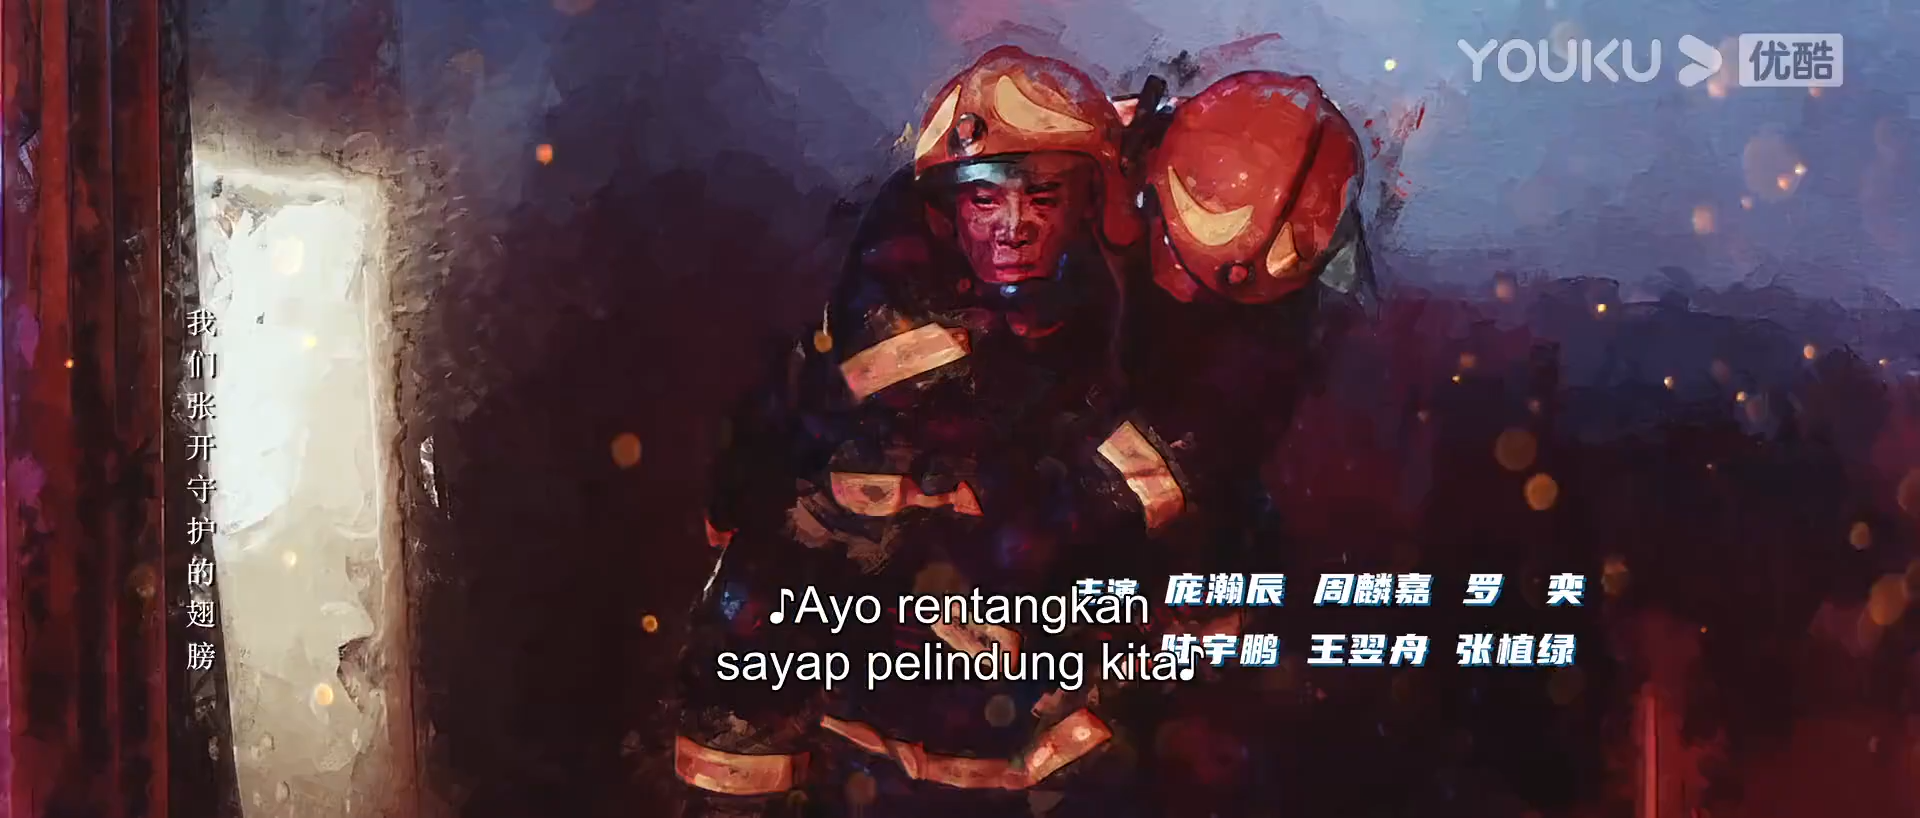 YOUKU 优酷
我们张开守护的翅膀
主演 庞瀚辰 周麟嘉 罗 奕
陆宇鹏 王翌舟 张植绿
♪Ayo rentangkan
sayap pelindung kita♪